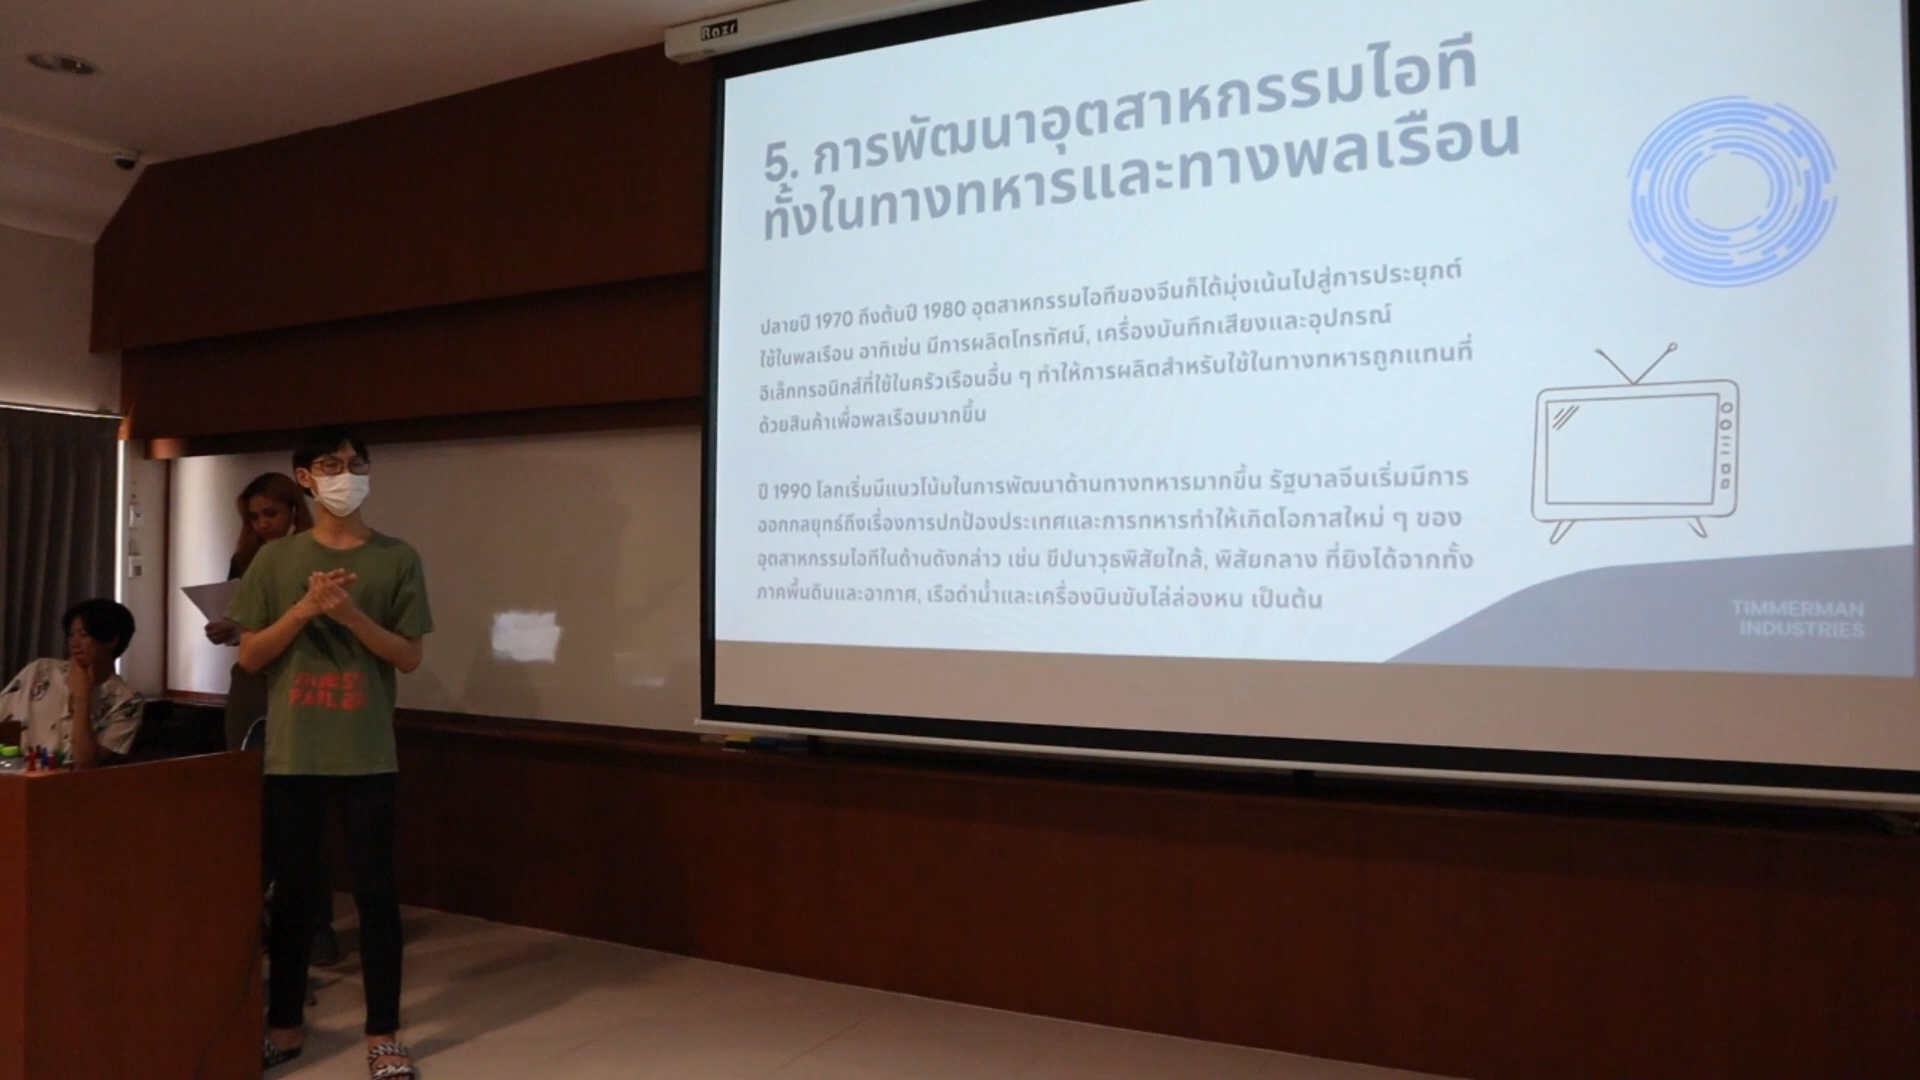 Razr
5. การพัฒนาอุตสาหกรรมไอที
ทั้งในทางทหารและทางพลเรือน
ปลายปี 1970 ถึงต้นปี 1980 อุตสาหกรรมไอทีของจีนก็ได้มุ่งเน้นไปสู่การประยุกต์
ใช้ในพลเรือน อาทิเช่น มีการผลิตโทรทัศน์, เครื่องบันทึกเสียงและอุปกรณ์
อิเล็กทรอนิกส์ที่ใช้ในครัวเรือนอื่น ๆ ทำให้การผลิตสำหรับใช้ในทางทหารถูกแทนที่
ด้วยสินค้าเพื่อพลเรือนมากขึ้น
ปี 1990 โลกเริ่มมีแนวโน้มในการพัฒนาด้านทางทหารมากขึ้น รัฐบาลจีนเริ่มมีการ
ออกกลยุทธ์ถึงเรื่องการปกป้องประเทศและการทหารทำให้เกิดโอกาสใหม่ ๆ ของ
อุตสาหกรรมไอทีในด้านดังกล่าว เช่น ขีปนาวุธพิสัยใกล้, พิสัยกลาง ที่ยิงได้จากทั้ง
ภาคพื้นดินและอากาศ, เรือดำน้ำและเครื่องบินขับไล่ล่องหน เป็นต้น
TIMMERMAN
INDUSTRIES